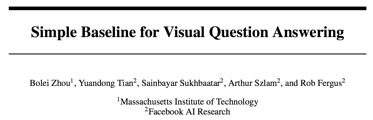 Simple Baseline for Visual Question Answering
Bolei Zhou1, Yuandong Tian2, Sainbayar Sukhbaatar2, Arthur Szlam2, and Rob Fergus2
1Massachusetts Institute of Technology
2Facebook AI Research